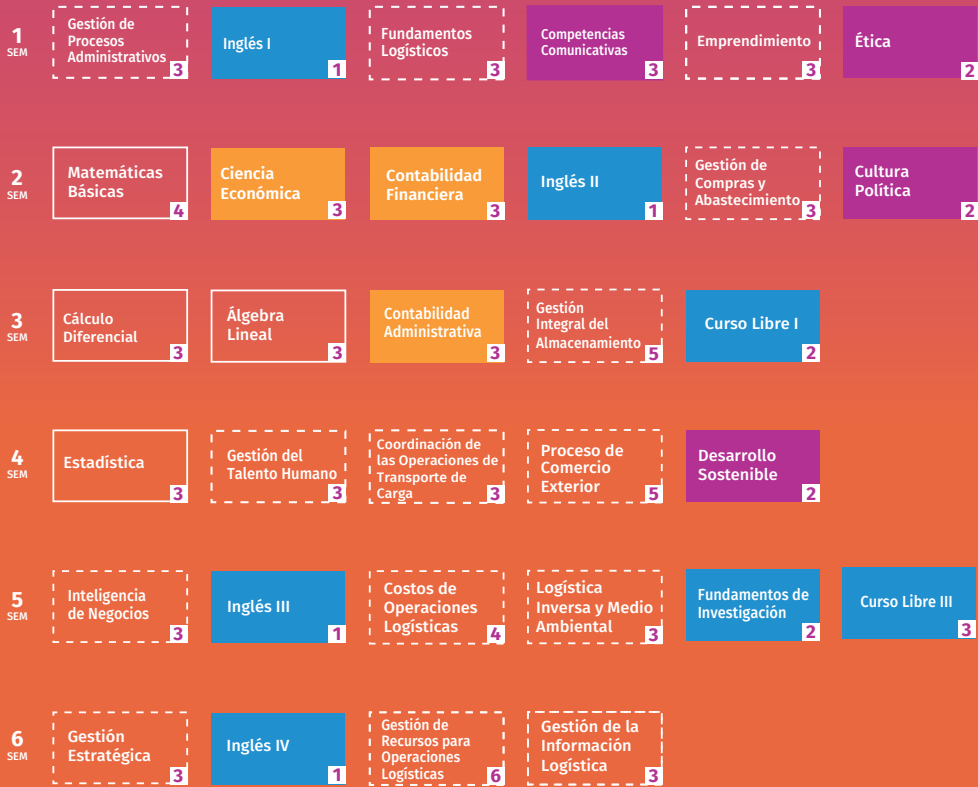 1
SEM
Gestión de
Procesos
Administrativos
3
Inglés I
1
Fundamentos
Logísticos
3
Competencias
Comunicativas
3
Emprendimiento
3
Ética
2
2
SEM
Matemáticas
Básicas
4
Ciencia
Económica
3
Contabilidad
Financiera
3
Inglés II
1
Gestión de
Compras y
Abastecimiento
3
Cultura
Política
2
3
SEM
Cálculo
Diferencial
3
Álgebra
Lineal
3
Contabilidad
Administrativa
3
Gestión
Integral del
Almacenamiento
5
Curso Libre I
2
4
SEM
Estadística
3
Gestión del
Talento Humano
3
Coordinación de
las Operaciones de
Transporte de
Carga
3
Proceso de
Comercio
Exterior
5
Desarrollo
Sostenible
2
5
SEM
Inteligencia
de Negocios
3
Inglés III
1
Costos de
Operaciones
Logísticas
4
Logística
Inversa y Medio
Ambiental
3
Fundamentos de
Investigación
2
Curso Libre III
3
6
SEM
Gestión
Estratégica
3
Inglés IV
1
Gestión de
Recursos para
Operaciones
Logísticas
6
Gestión de la
Información
Logística
3